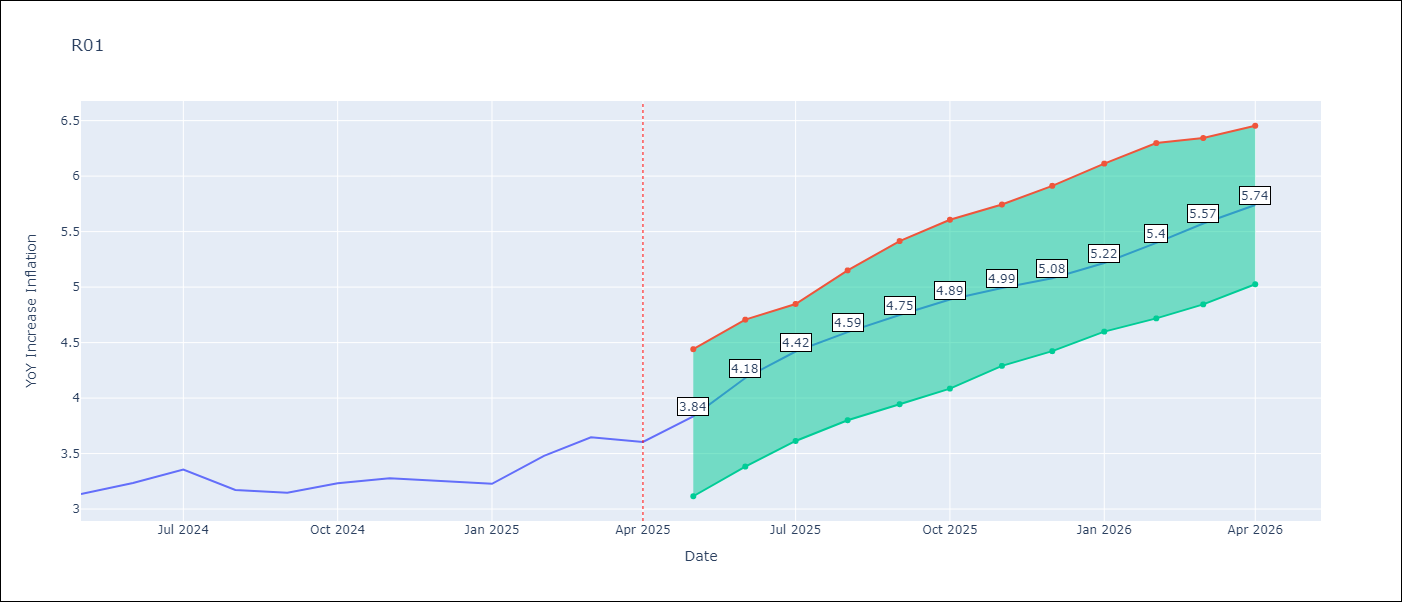 R01
YoY Increase Inflation
6.5
6
5.5
5
4.5
4
3.5
3
3.84
4.18
4.42
4.59
4.75
4.89
4.99
5.08
5.22
5.4
5.57
5.74
Jul 2024
Oct 2024
Jan 2025
Apr 2025
Jul 2025
Oct 2025
Jan 2026
Apr 2026
Date